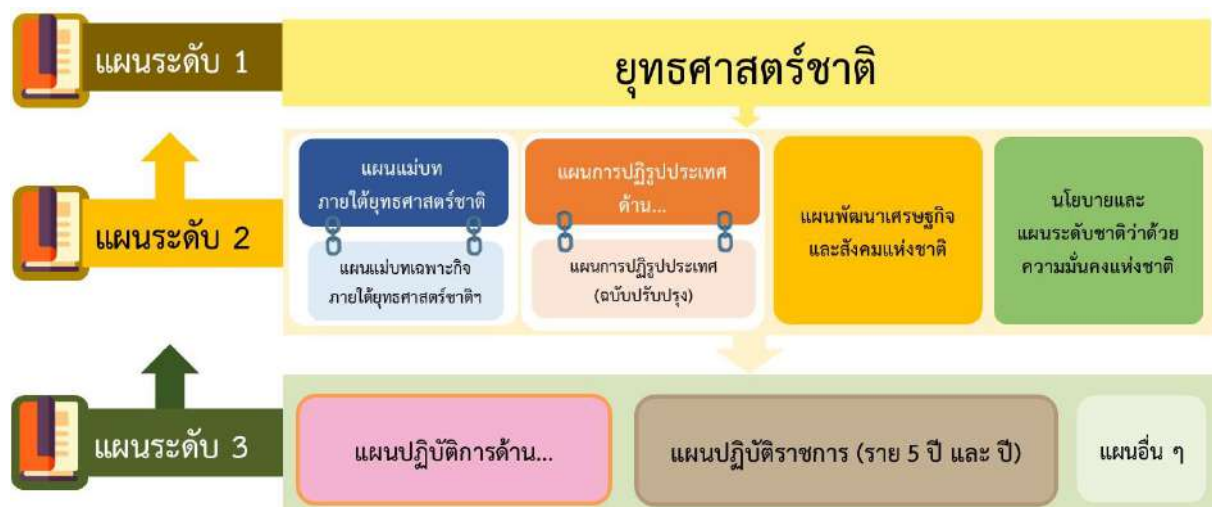 แผนระดับ 1
ยุทธศาสตร์ชาติ
แผนระดับ 2
แผนแม่บท
ภายใต้ยุทธศาสตร์ชาติ
แผนแม่บทเฉพาะกิจ
ภายใต้ยุทธศาสตร์ชาติฯ
แผนการปฏิรูปประเทศ
ด้าน...
แผนการปฏิรูปประเทศ
(ฉบับปรับปรุง)
แผนพัฒนาเศรษฐกิจ
และสังคมแห่งชาติ
นโยบายและ
แผนระดับชาติว่าด้วย
ความมั่นคงแห่งชาติ
แผนระดับ 3
แผนปฏิบัติการด้าน...
แผนปฏิบัติราชการ (ราย 5 ปี และ ปี)
แผนอื่น ๆ